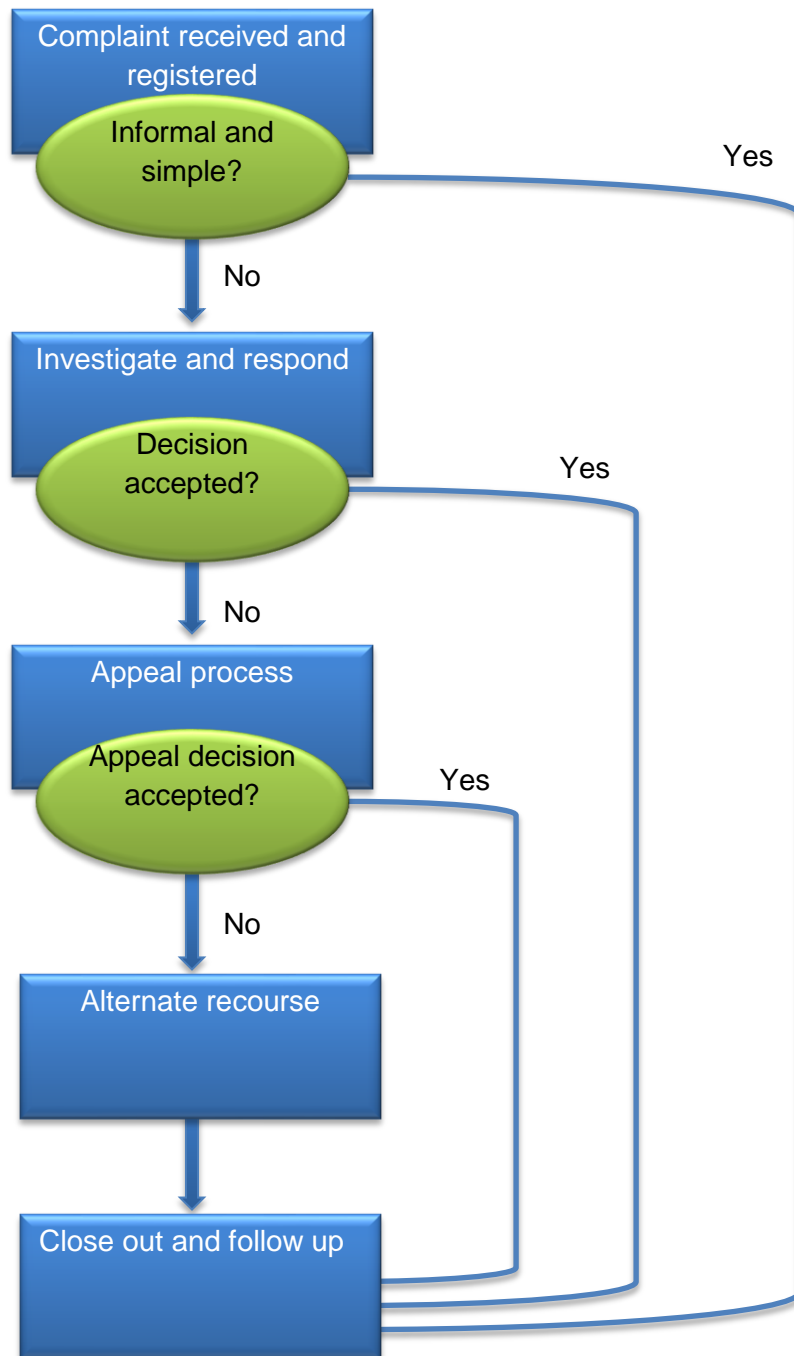 Complaint received and
registered
Informal and
simple?
Yes
No
Investigate and respond
Decision
accepted?
Yes
No
Appeal process
Appeal decision
accepted?
Yes
No
Alternate recourse
Close out and follow up